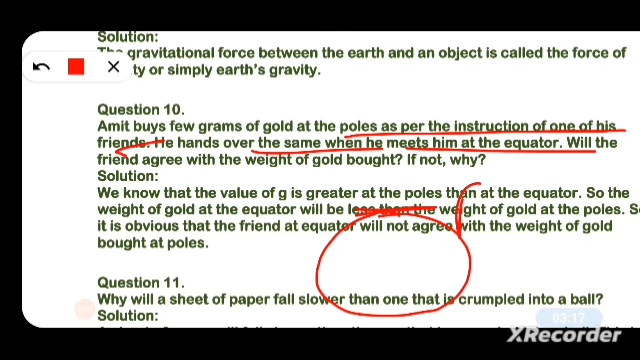 Solution:
The gravitational force between the earth and an object is called the force of
or simply earth's gravity.
Question 10.
Amit buys few grams of gold at the poles as per the instruction of one of his
friends. He hands over the same when he meets him at the equator. Will the
friend agree with the weight of gold bought? If not, why?
Solution:
We know that the value of g is greater at the poles than at the equator. So the
weight of gold at the equator will be less than the weight of gold at the poles. So
it is obvious that the friend at equator will not agree with the weight of gold
bought at poles.
Question 11.
Why will a sheet of paper fall slower than one that is crumpled into a ball?
Solution:
03:17
XRecorder